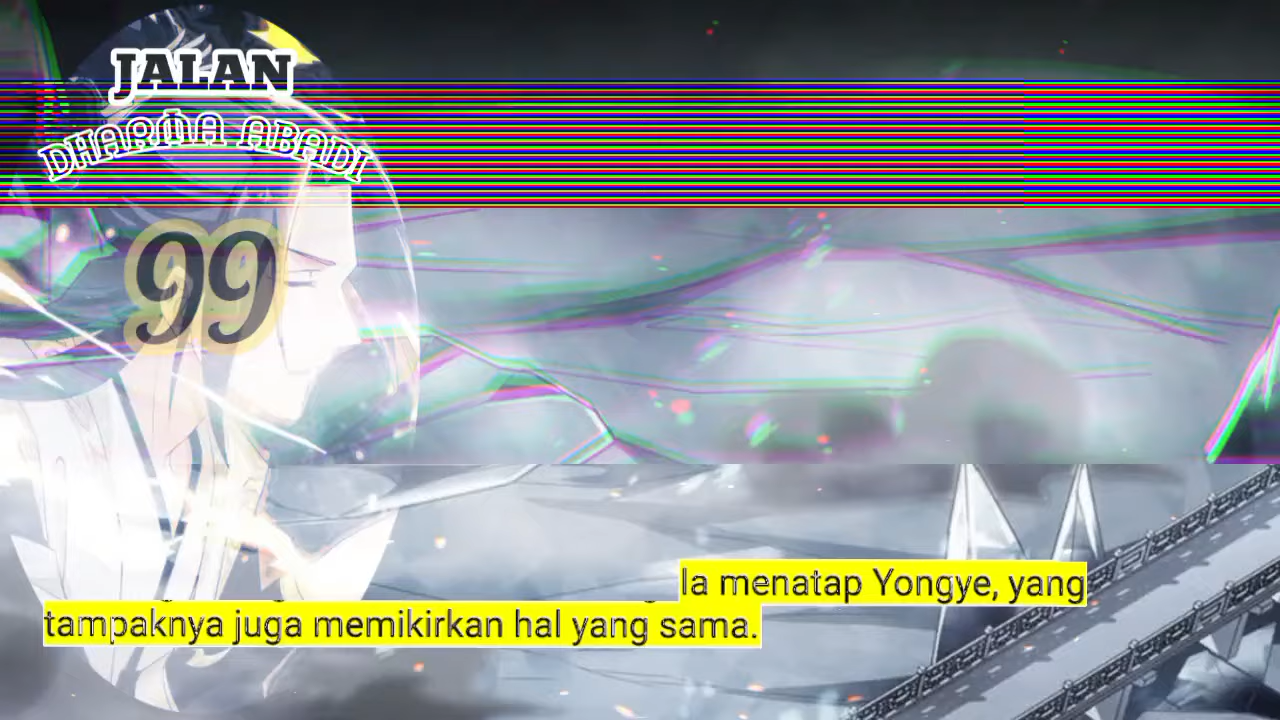 JALAN
DHARMA ABADI
99
Ia menatap Yongye, yang
tampaknya juga memikirkan hal yang sama.